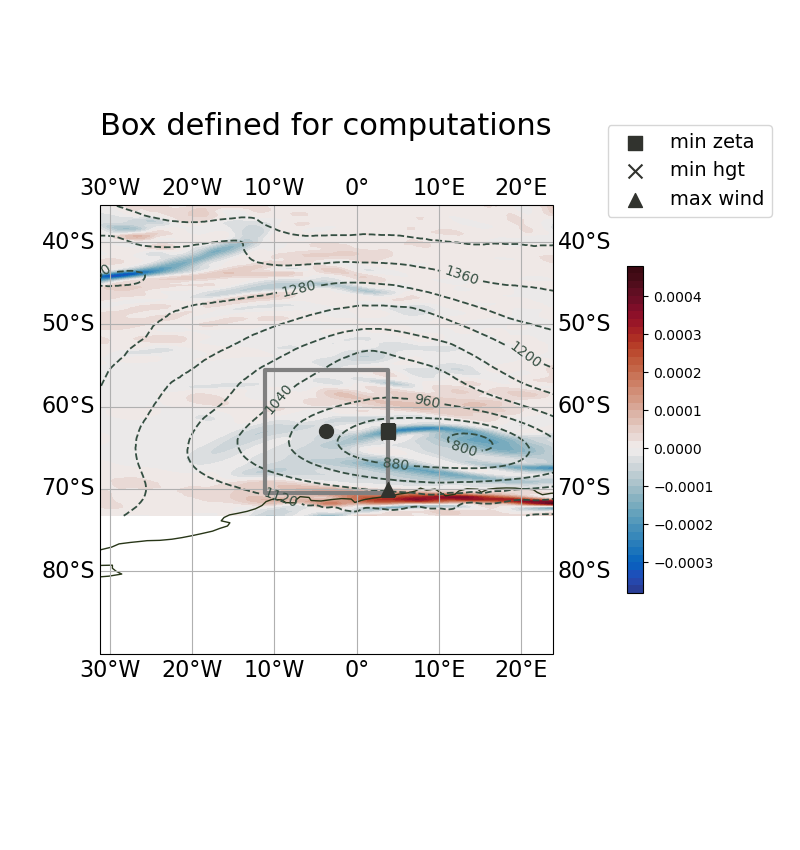 Box defined for computations
min zeta
min hgt
max wind
30°W 20°W 10°W 0° 10°E 20°E
40°S 40°S
0
1360
1280
50°S 50°S
1200
1040
960
60°S 60°S
800
880
70°S 70°S
1120
80°S 80°S
30°W 20°W 10°W 0° 10°E 20°E
0.0004
0.0003
0.0002
0.0001
0.0000
−0.0001
−0.0002
−0.0003